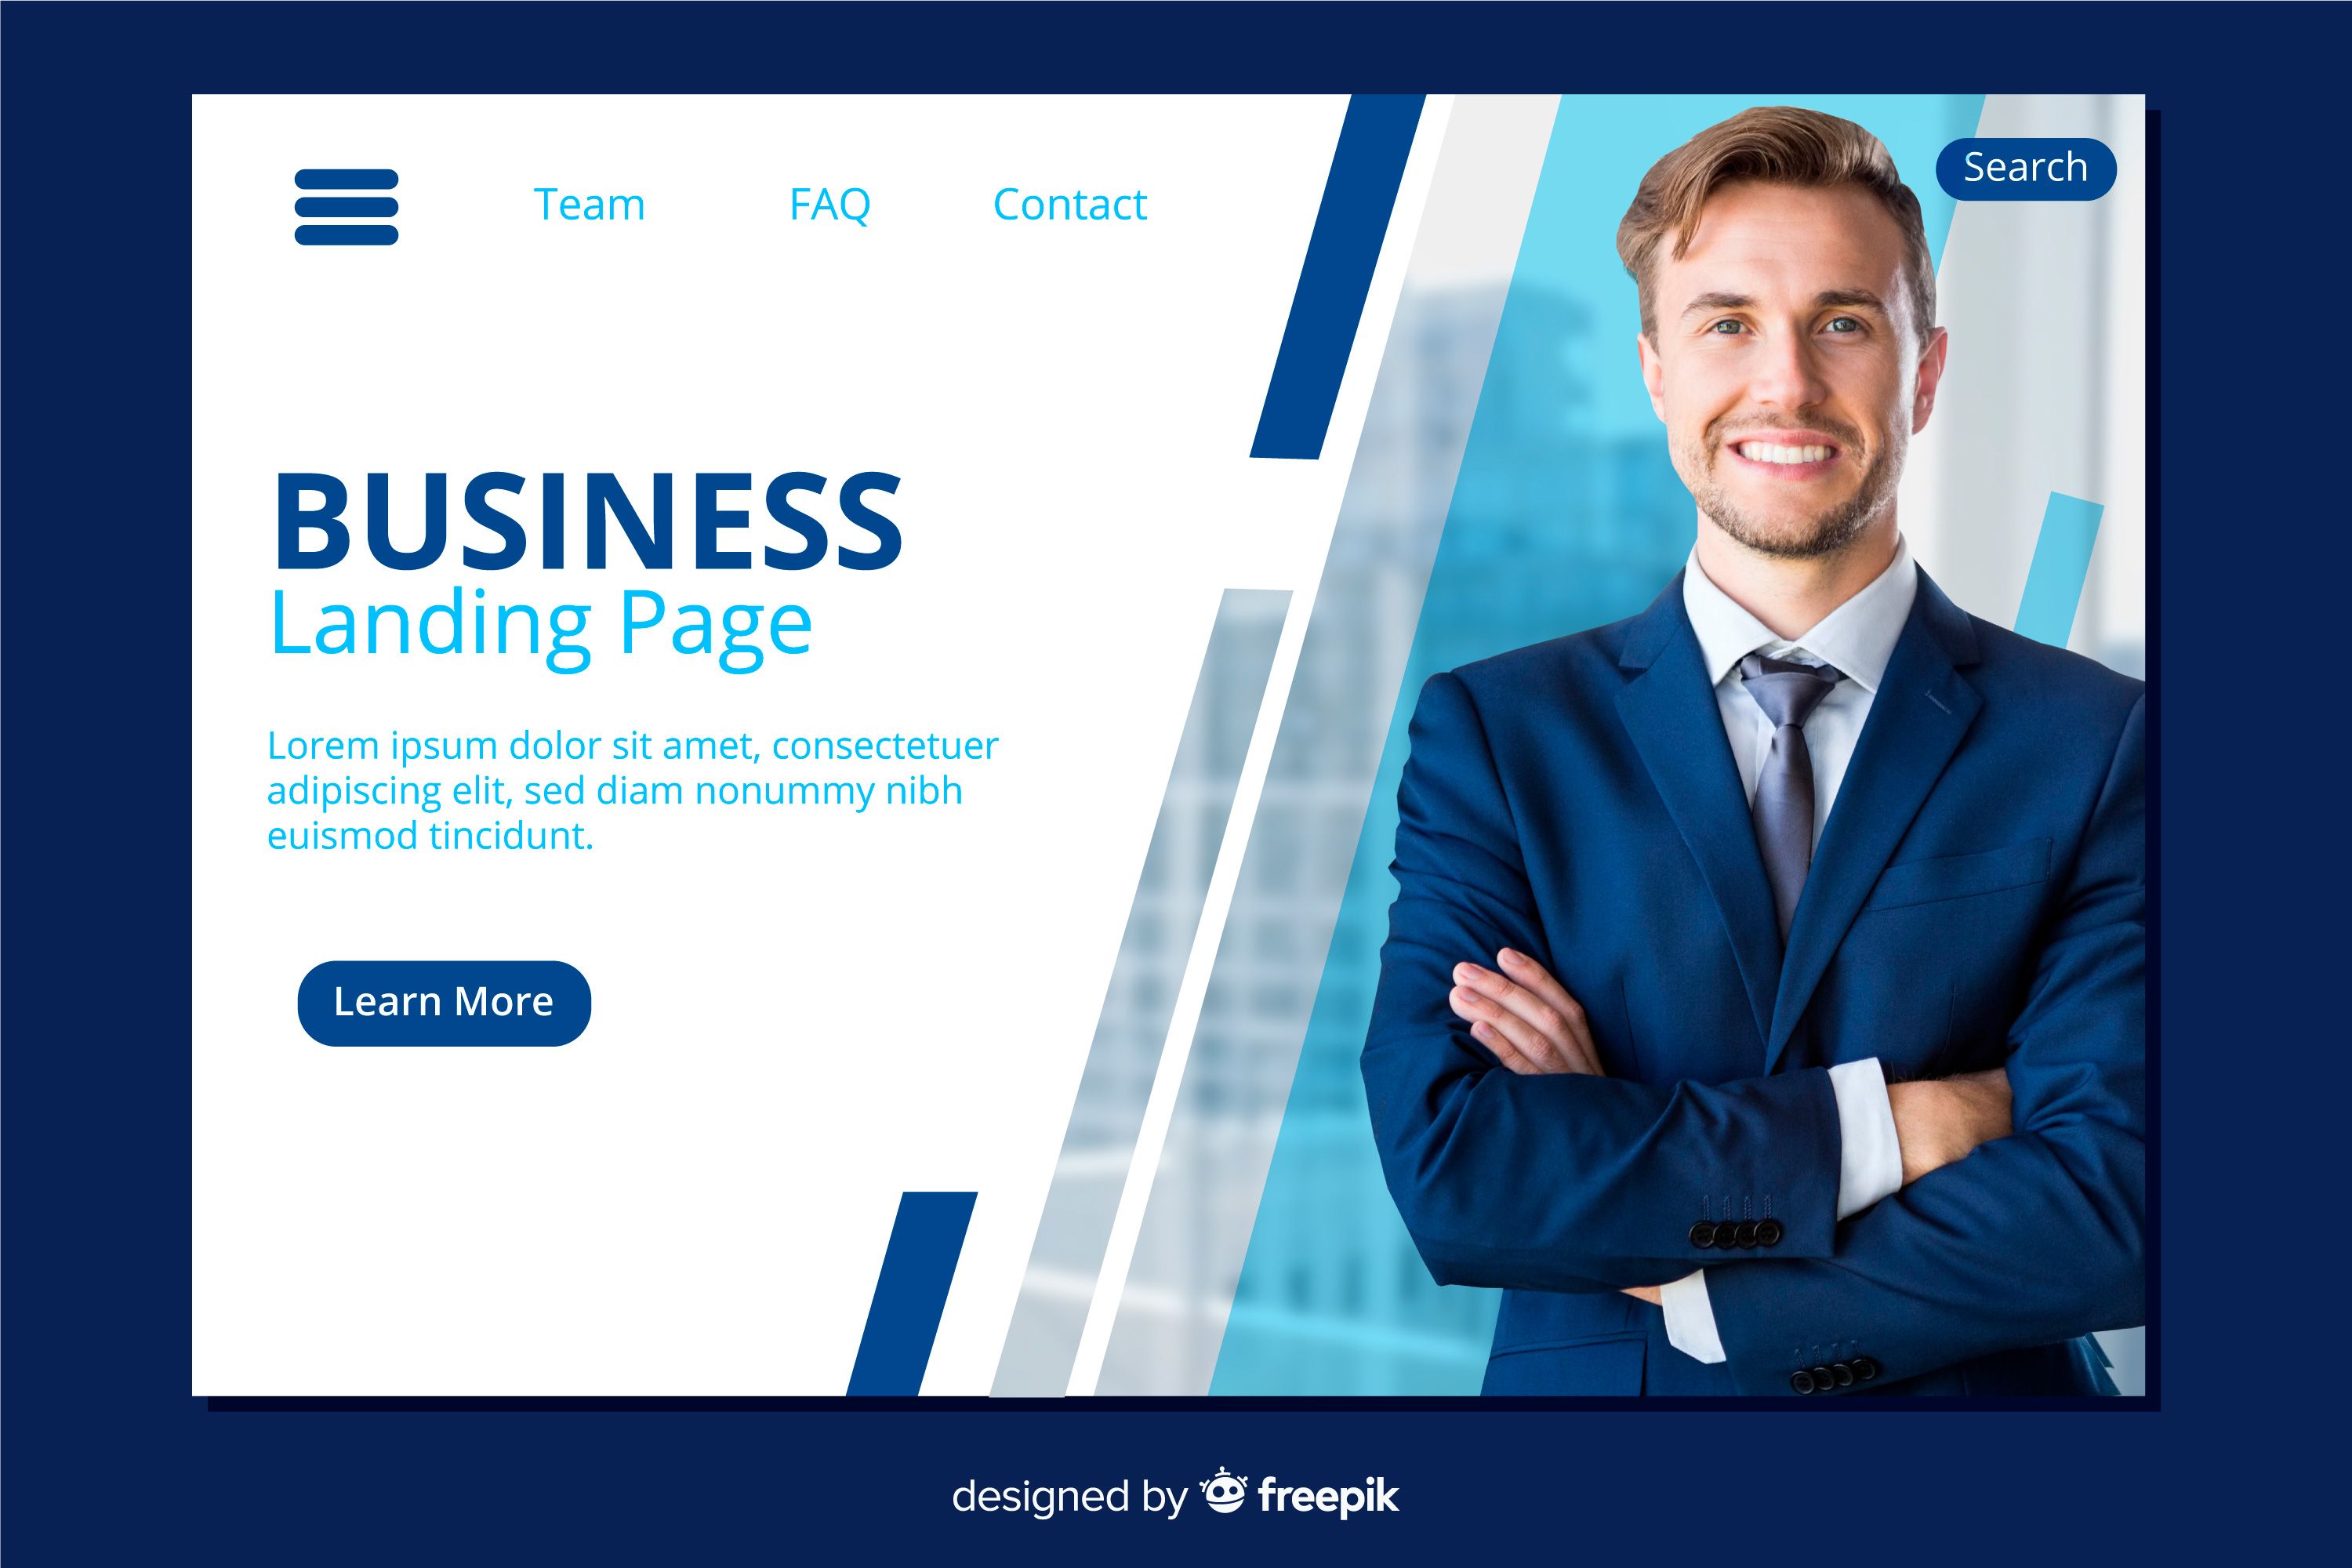 Team FAQ Contact Search
BUSINESS
Landing Page
Lorem ipsum dolor sit amet, consectetuer
adipiscing elit, sed diam nonummy nibh
euismod tincidunt.
Learn More
designed by freepik